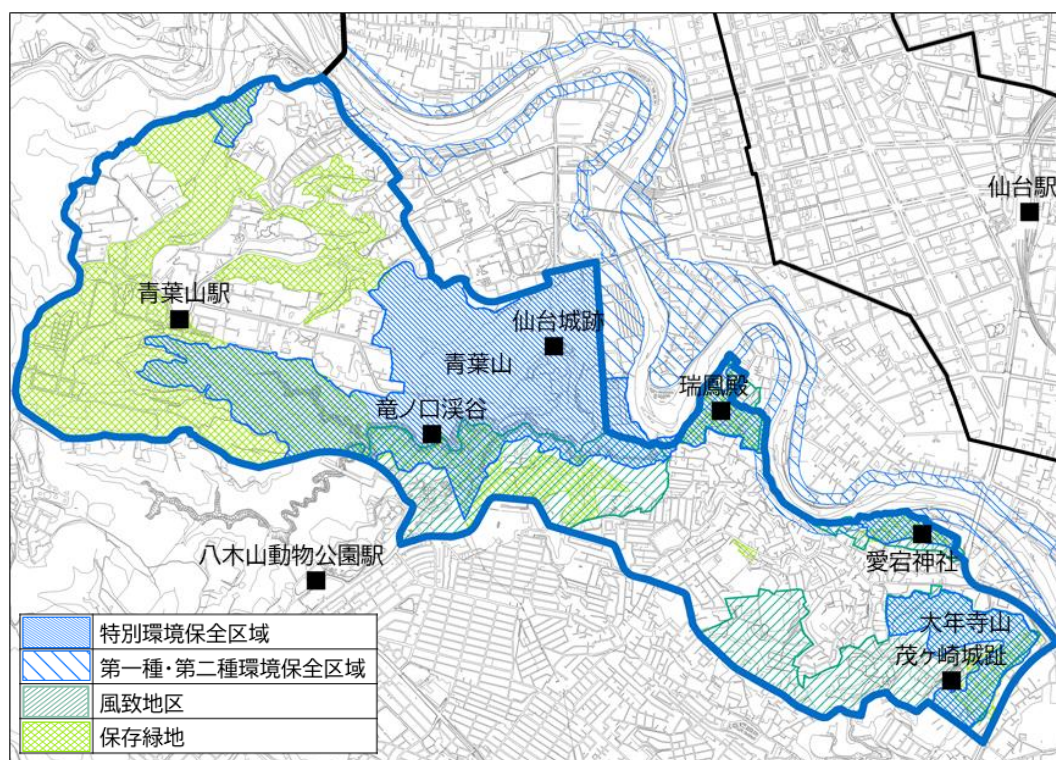 仙台駅
青葉山駅
仙台城跡
青葉山
瑞鳳殿
竜ノ口渓谷
八木山動物公園駅
愛宕神社
大年寺山
茂ケ崎城趾
特別環境保全区域
第一種・第二種環境保全区域
風致地区
保存緑地